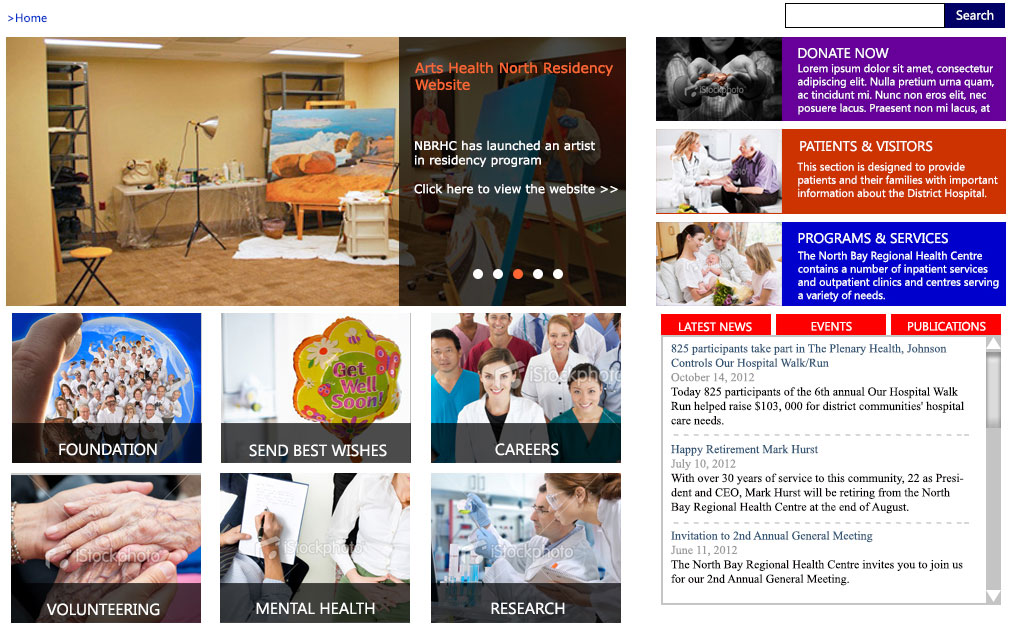 >Home
Search
Arts Health North Residency
Website
NBRHC has launched an artist
in residency program
Click here to view the website >>
DONATE NOW
Lorem ipsum dolor sit amet, consectetur
adipiscing elit. Nulla pretium urna quam,
ac tincidunt mi. Nunc non eros elit, nec
posuere lacus. Praesent non mi lacus, at
iStockphoto
PATIENTS & VISITORS
This section is designed to provide
patients and their families with important
information about the District Hospital.
iStockphoto
PROGRAMS & SERVICES
The North Bay Regional Health Centre
contains a number of inpatient services
and outpatient clinics and centres serving
a variety of needs.
iStockphoto
FOUNDATION
Get
Well
Soon!
SEND BEST WISHES
iStockphoto
CAREERS
iStockphoto
VOLUNTEERING
iStockphoto
MENTAL HEALTH
iStockphoto
RESEARCH
LATEST NEWS
EVENTS
PUBLICATIONS
825 participants take part in The Plenary Health, Johnson
Controls Our Hospital Walk/Run
October 14, 2012
Today 825 participants of the 6th annual Our Hospital Walk
Run helped raise $103, 000 for district communities' hospital
care needs.
Happy Retirement Mark Hurst
July 10, 2012
With over 30 years of service to this community, 22 as Presi-
dent and CEO, Mark Hurst will be retiring from the North
Bay Regional Health Centre at the end of August.
Invitation to 2nd Annual General Meeting
June 11, 2012
The North Bay Regional Health Centre invites you to join us
for our 2nd Annual General Meeting.